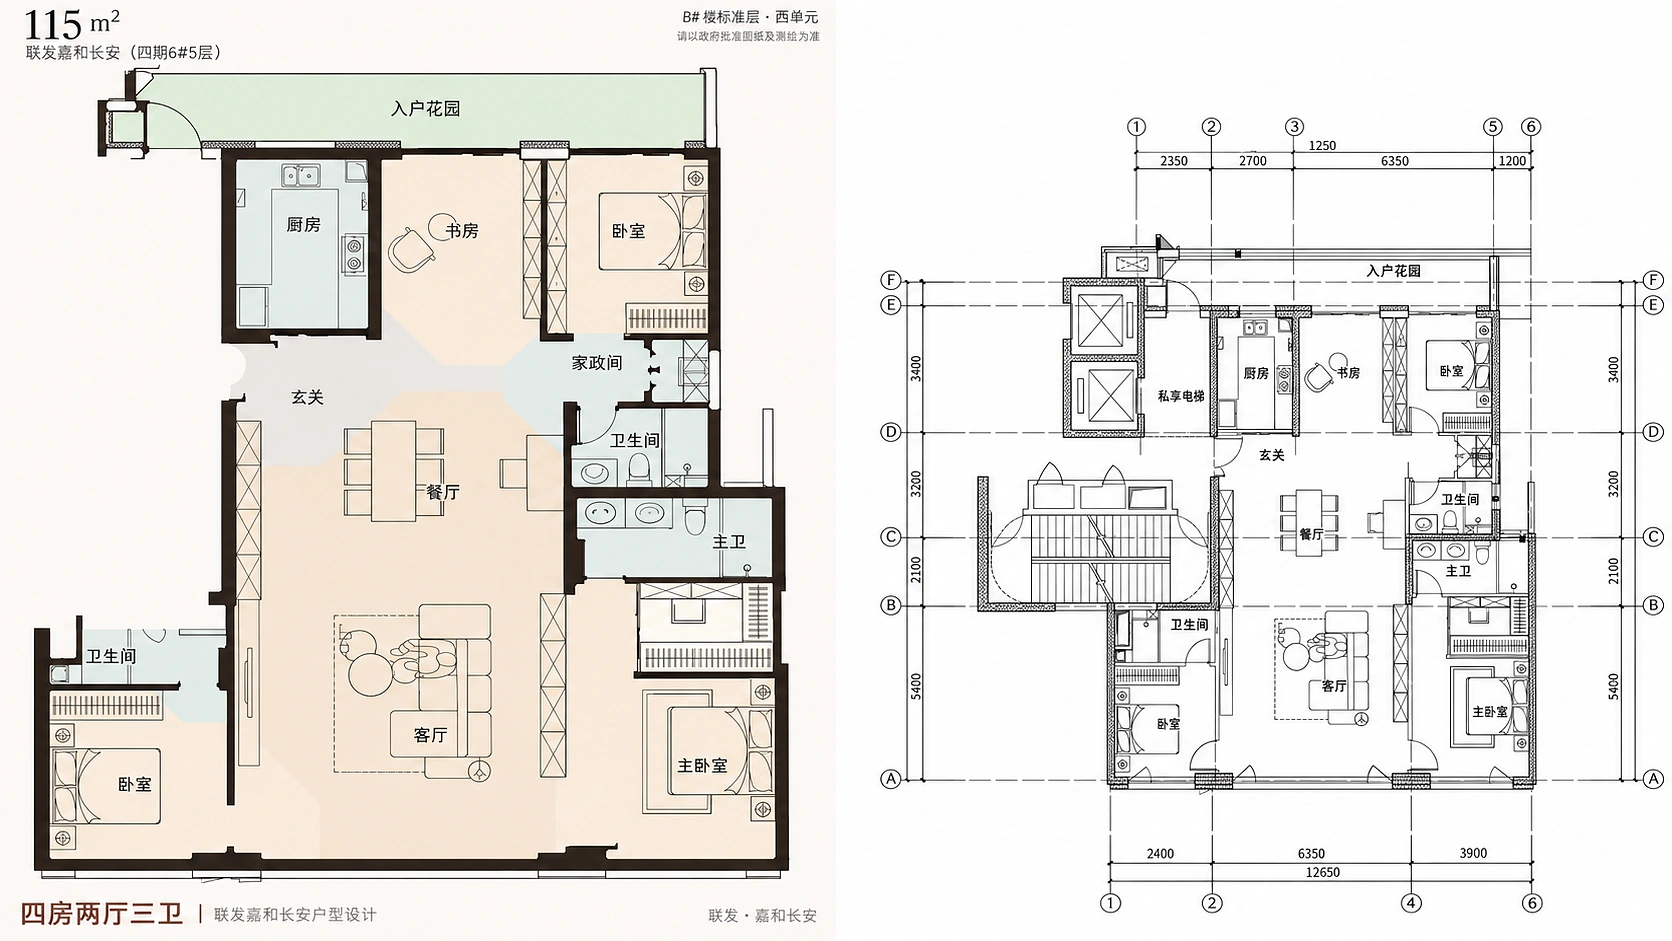 115 m²
联发嘉和长安（四期6#5层）
B# 楼标准层·西单元
请以政府批准图纸及测绘为准
入户花园
厨房
书房
卧室
家政间
玄关
卫生间
餐厅
主卫
卫生间
客厅
卧室
主卧室
四房两厅三卫 | 联发嘉和长安户型设计
联发·嘉和长安
1 2 3 5 6
1250
2350 2700 6350 1200
F
入户花园
F
E
E
3400
厨房
书房
卧室
3400
私享电梯
D
D
玄关
3200
卫生间
3200
餐厅
C
C
2100
主卫
2100
B
B
卫生间
5400
客厅
5400
卧室
主卧室
A
A
2400 6350 3900
12650
1 2 4 6